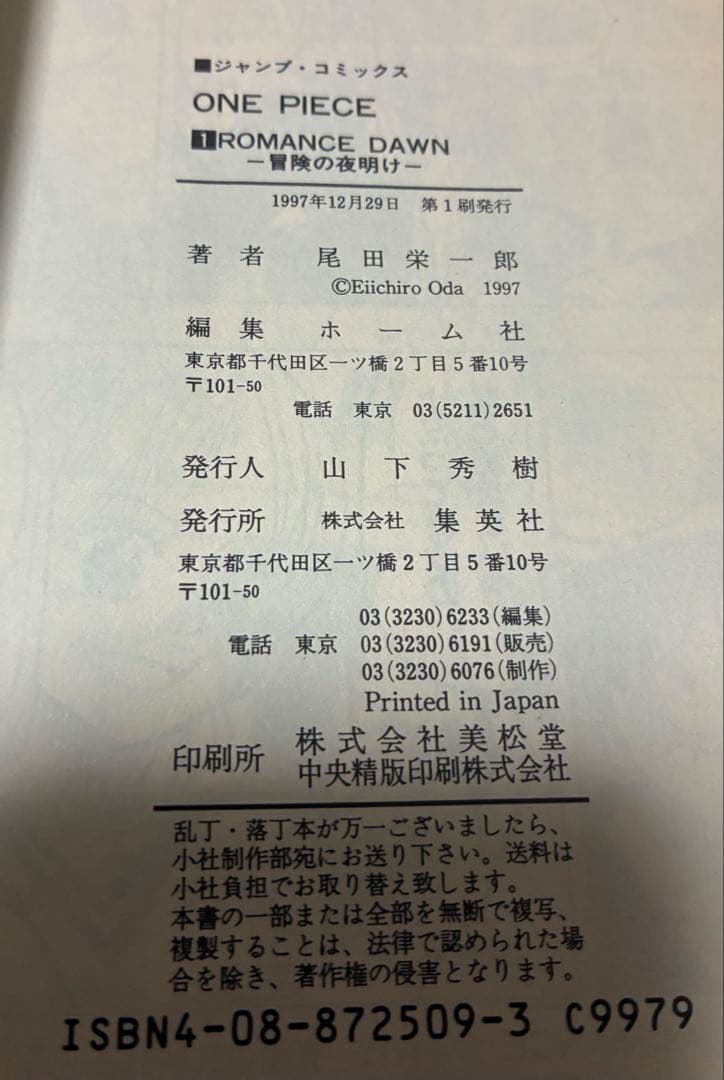 ■ジャンプ・コミックス
ONE PIECE
1 ROMANCE DAWN
―冒険の夜明け―
1997年12月29日 第1刷発行
著者 尾田栄一郎
©Eiichiro Oda 1997
編集 ホーム社
東京都千代田区一ツ橋2丁目5番10号
〒101-50
電話 東京 03(5211)2651
発行人 山下秀樹
発行所 株式会社 集英社
東京都千代田区一ツ橋2丁目5番10号
〒101-50
03(3230)6233(編集)
電話 東京 03(3230)6191(販売)
03(3230)6076(制作)
Printed in Japan
印刷所 株式会社美松堂
中央精版印刷株式会社
乱丁・落丁本が万一ございましたら、
小社制作部宛にお送り下さい。送料は
小社負担でお取り替え致します。
本書の一部または全部を無断で複写、
複製することは、法律で認められた場
合を除き、著作権の侵害となります。
ISBN4-08-872509-3 C9979